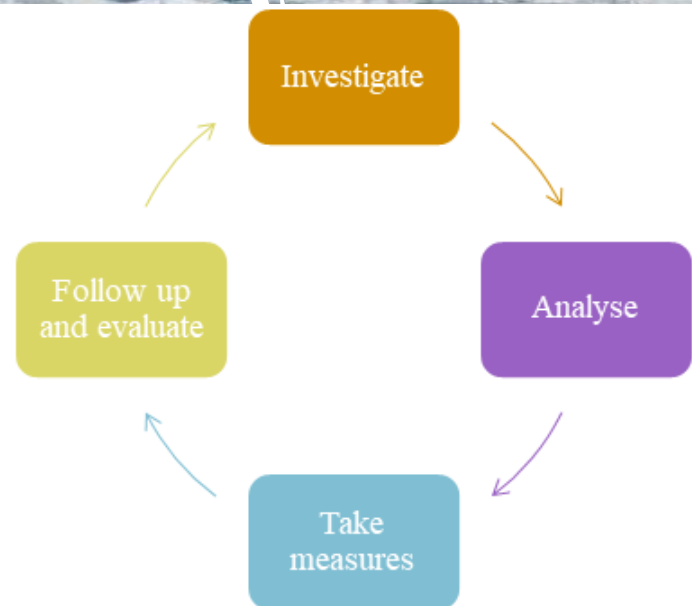 Investigate
Analyse
Take
measures
Follow up
and evaluate